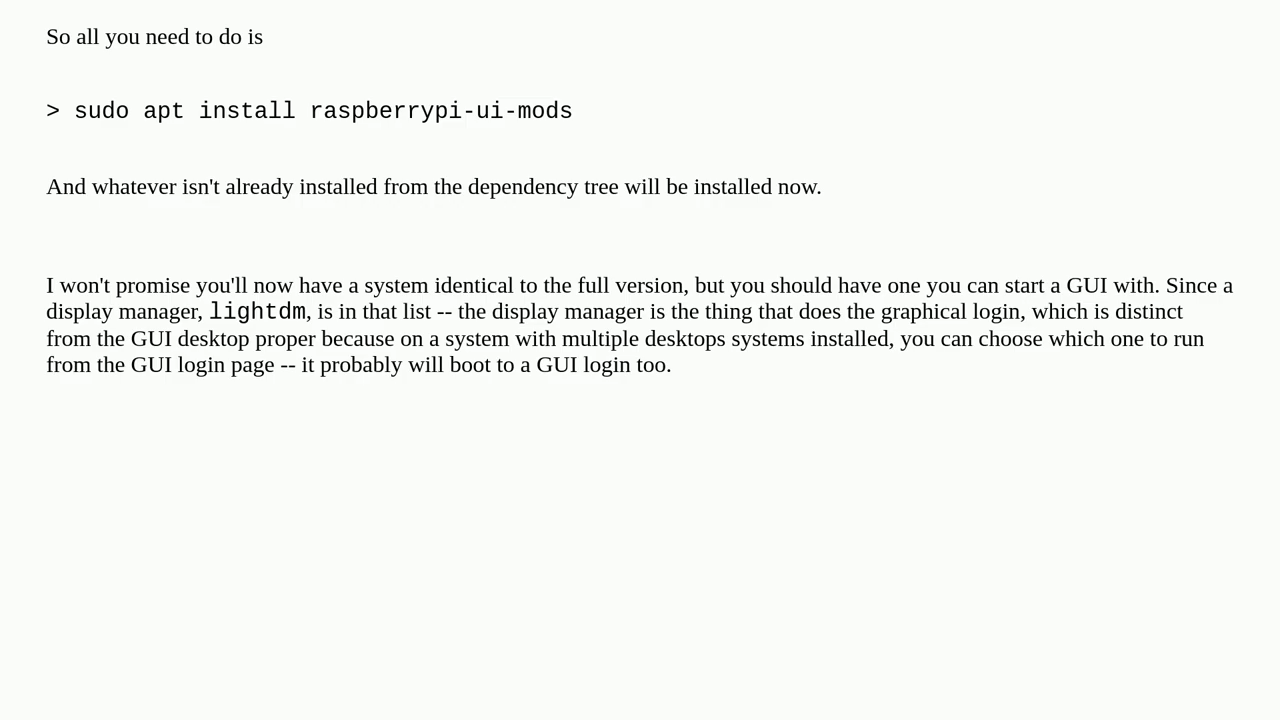 So all you need to do is
> sudo apt install raspberrypi-ui-mods
And whatever isn't already installed from the dependency tree will be installed now.
I won't promise you'll now have a system identical to the full version, but you should have one you can start a GUI with. Since a
display manager, lightdm, is in that list -- the display manager is the thing that does the graphical login, which is distinct
from the GUI desktop proper because on a system with multiple desktops systems installed, you can choose which one to run
from the GUI login page -- it probably will boot to a GUI login too.